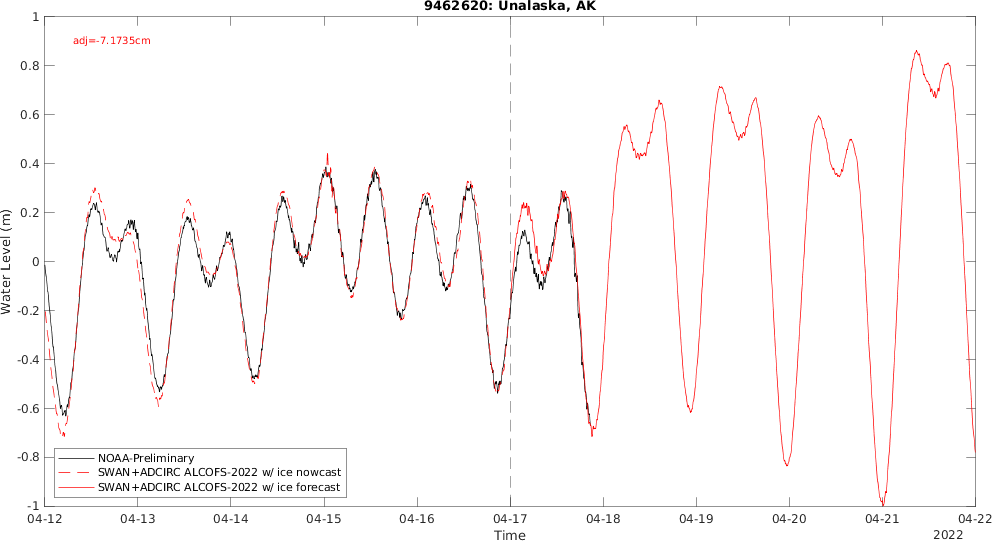 9462620: Unalaska, AK
adj=-7.1735cm
Water Level (m)
1
0.8
0.6
0.4
0.2
0
-0.2
-0.4
-0.6
-0.8
-1
NOAA-Preliminary
SWAN+ADCIRC ALCOFS-2022 w/ ice nowcast
SWAN+ADCIRC ALCOFS-2022 w/ ice forecast
04-12 04-13 04-14 04-15 04-16 04-17 04-18 04-19 04-20 04-21 04-22
Time
2022